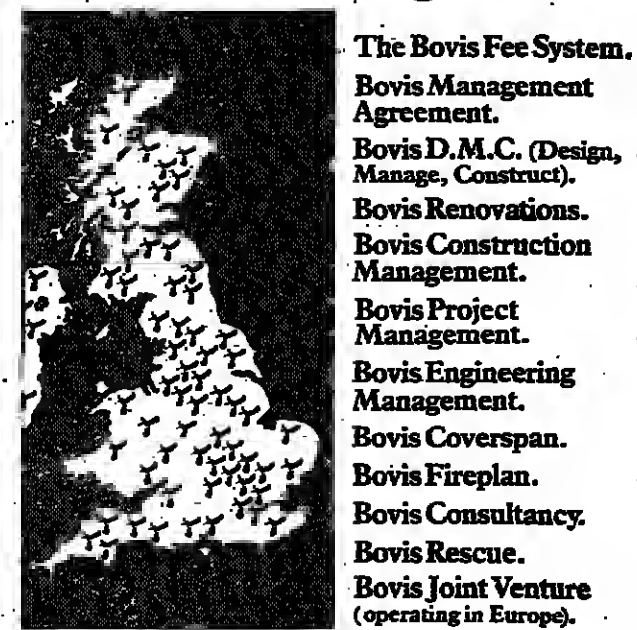 The Bovis Fee System.
Bovis Management
Agreement.
Bovis D.M.C. (Design,
Manage, Construct).
Bovis Renovations.
Bovis Construction
Management.
Bovis Project
Management.
Bovis Engineering
Management.
Bovis Coverspan.
Bovis Fireplan.
Bovis Consultancy.
Bovis Rescue.
Bovis Joint Venture
(operating in Europe).